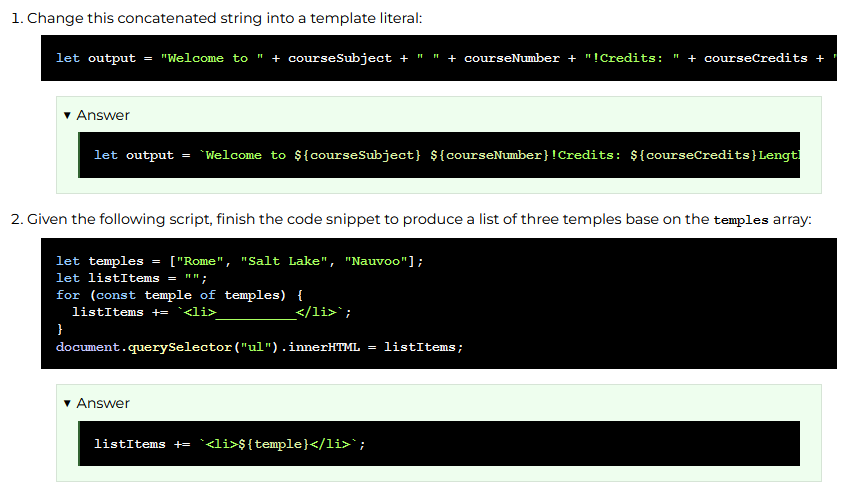 1. Change this concatenated string into a template literal:
let output = "Welcome to " + courseSubject + " " + courseNumber + "!Credits: " + courseCredits + "
▼ Answer
let output = `Welcome to ${courseSubject} ${courseNumber}!Credits: ${courseCredits}Lengt
2. Given the following script, finish the code snippet to produce a list of three temples base on the temples array:
let temples = ["Rome", "Salt Lake", "Nauvoo"];
let listItems = "";
for (const temple of temples) {
listItems += `<li>__________</li>`;
}
document.querySelector("ul").innerHTML = listItems;
▼ Answer
listItems += `<li>${temple}</li>`;